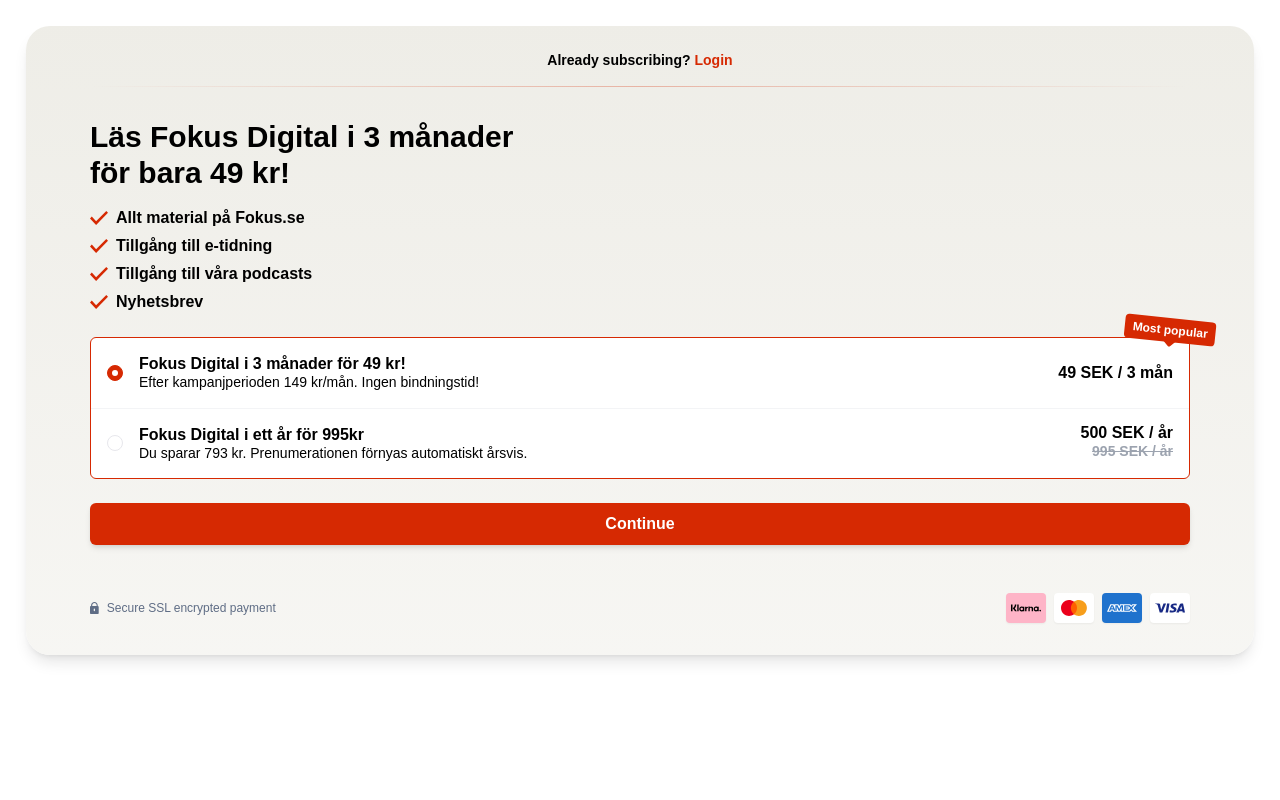 Already subscribing? Login
Läs Fokus Digital i 3 månader
för bara 49 kr!
Allt material på Fokus.se
Tillgång till e-tidning
Tillgång till våra podcasts
Nyhetsbrev
Most popular
Fokus Digital i 3 månader för 49 kr!
Efter kampanjperioden 149 kr/mån. Ingen bindningstid!
49 SEK / 3 mån
Fokus Digital i ett år för 995kr
Du sparar 793 kr. Prenumerationen förnyas automatiskt årsvis.
500 SEK / år
995 SEK / år
Continue
Secure SSL encrypted payment
Klarna. AMEX VISA